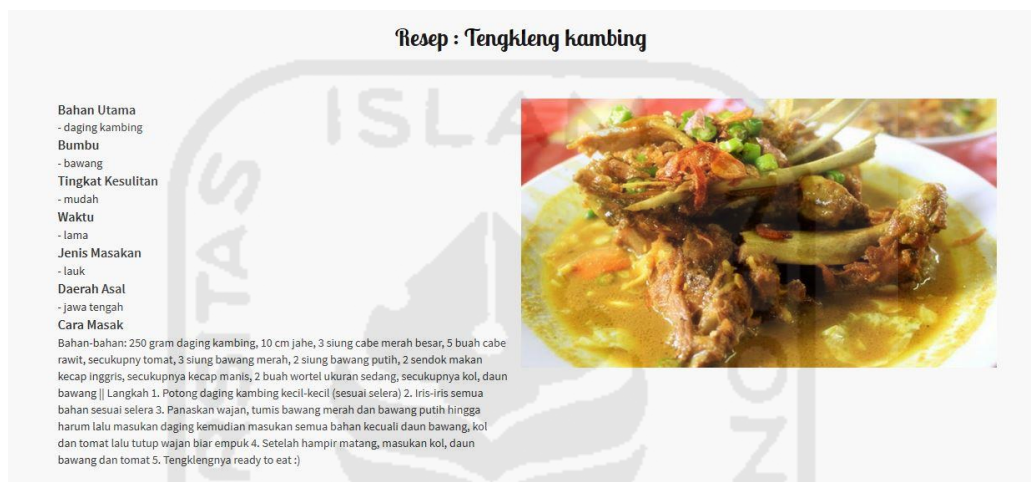 Resep : Tengkleng kambing
Bahan Utama
- daging kambing
Bumbu
- bawang
Tingkat Kesulitan
- mudah
Waktu
- lama
Jenis Masakan
- lauk
Daerah Asal
- jawa tengah
Cara Masak
Bahan-bahan: 250 gram daging kambing, 10 cm jahe, 3 siung cabe merah besar, 5 buah cabe
rawit, secukupny tomat, 3 siung bawang merah, 2 siung bawang putih, 2 sendok makan
kecap inggris, secukupnya kecap manis, 2 buah wortel ukuran sedang, secukupnya kol, daun
bawang || Langkah 1. Potong daging kambing kecil-kecil (sesuai selera) 2. Iris-iris semua
bahan sesuai selera 3. Panaskan wajan, tumis bawang merah dan bawang putih hingga
harum lalu masukan daging kemudian masukan semua bahan kecuali daun bawang, kol
dan tomat lalu tutup wajan biar empuk 4. Setelah hampir matang, masukan kol, daun
bawang dan tomat 5. Tengklengnya ready to eat :)
ISLAM